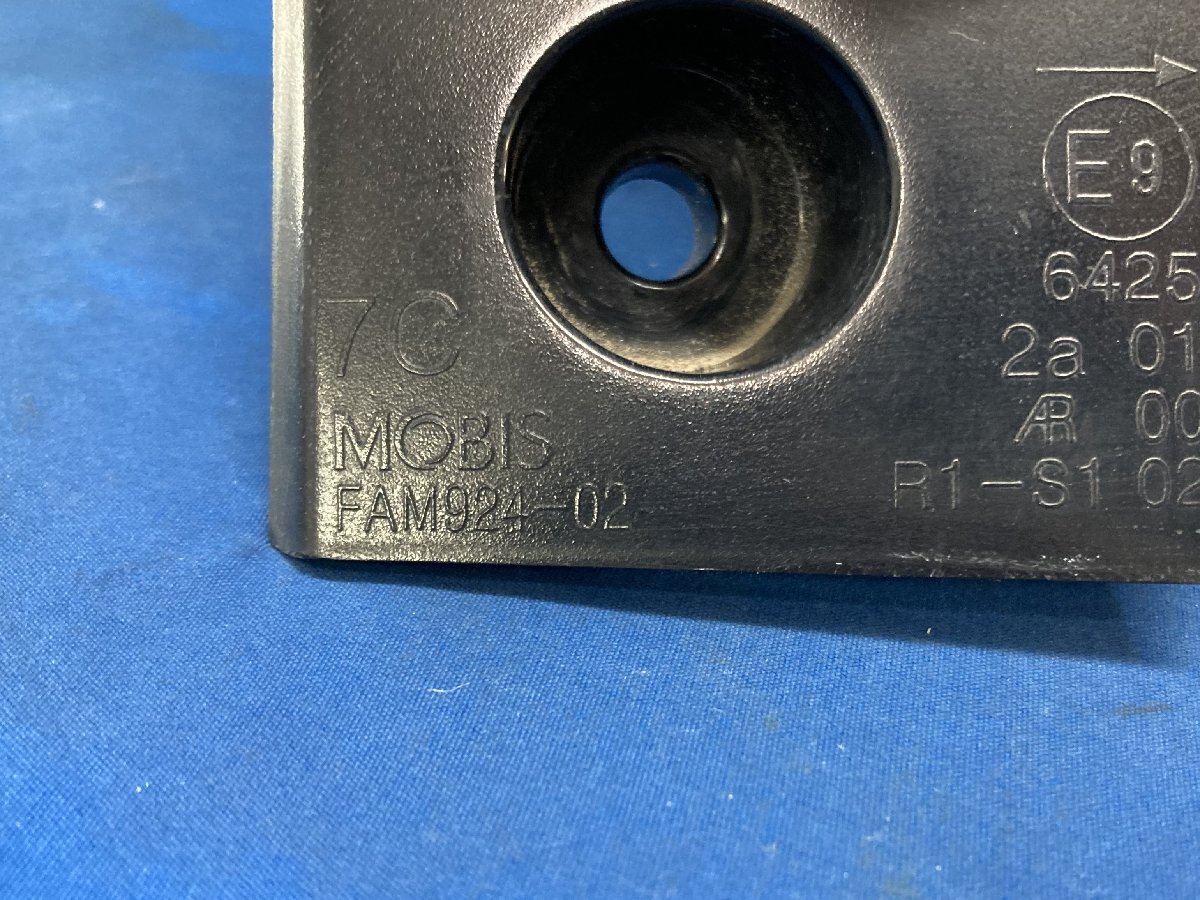 E9
6425
7C
2a 01
MOBIS
AR 00
FAM924-02
R1-S1 02